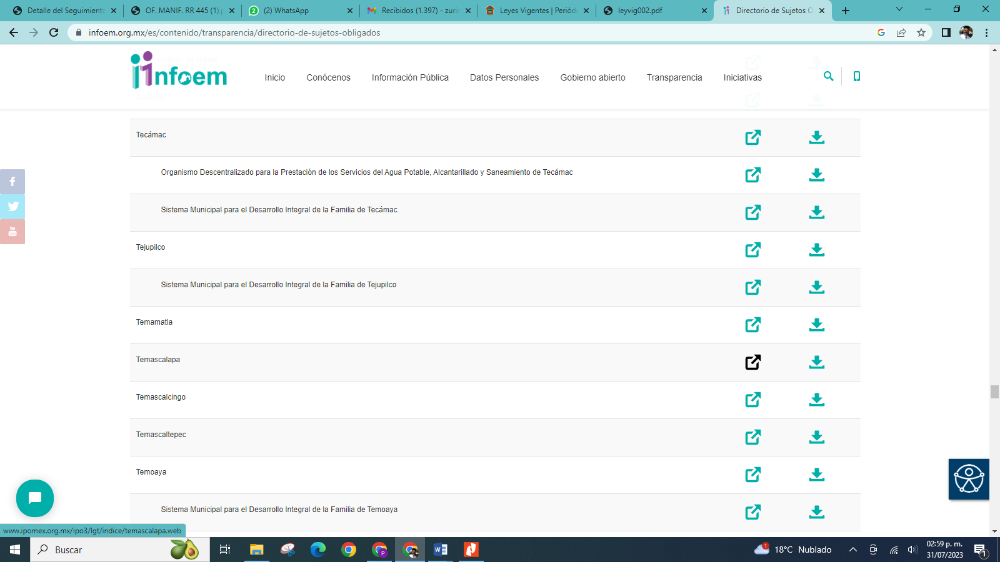 Detalle del Seguimiento
OF. MANIF. RR 445 (1).p
(2) WhatsApp
Recibidos (1.397) - zurie
Leyes Vigentes | Periód
leyvig002.pdf
Directorio de Sujetos O
infoem.org.mx/es/contenido/transparencia/directorio-de-sujetos-obligados
infoem
Inicio
Conócenos
Información Pública
Datos Personales
Gobierno abierto
Transparencia
Iniciativas
Tecámac
Organismo Descentralizado para la Prestación de los Servicios del Agua Potable, Alcantarillado y Saneamiento de Tecámac
Sistema Municipal para el Desarrollo Integral de la Familia de Tecámac
Tejupilco
Sistema Municipal para el Desarrollo Integral de la Familia de Tejupilco
Temamatla
Temascalapa
Temascalcingo
Temascaltepec
Temoaya
Sistema Municipal para el Desarrollo Integral de la Familia de Temoaya
www.ipomex.org.mx/ipo3/lgt/indice/temascalapa.web
Buscar
18°C Nublado
02:59 p. m.
31/07/2023
1